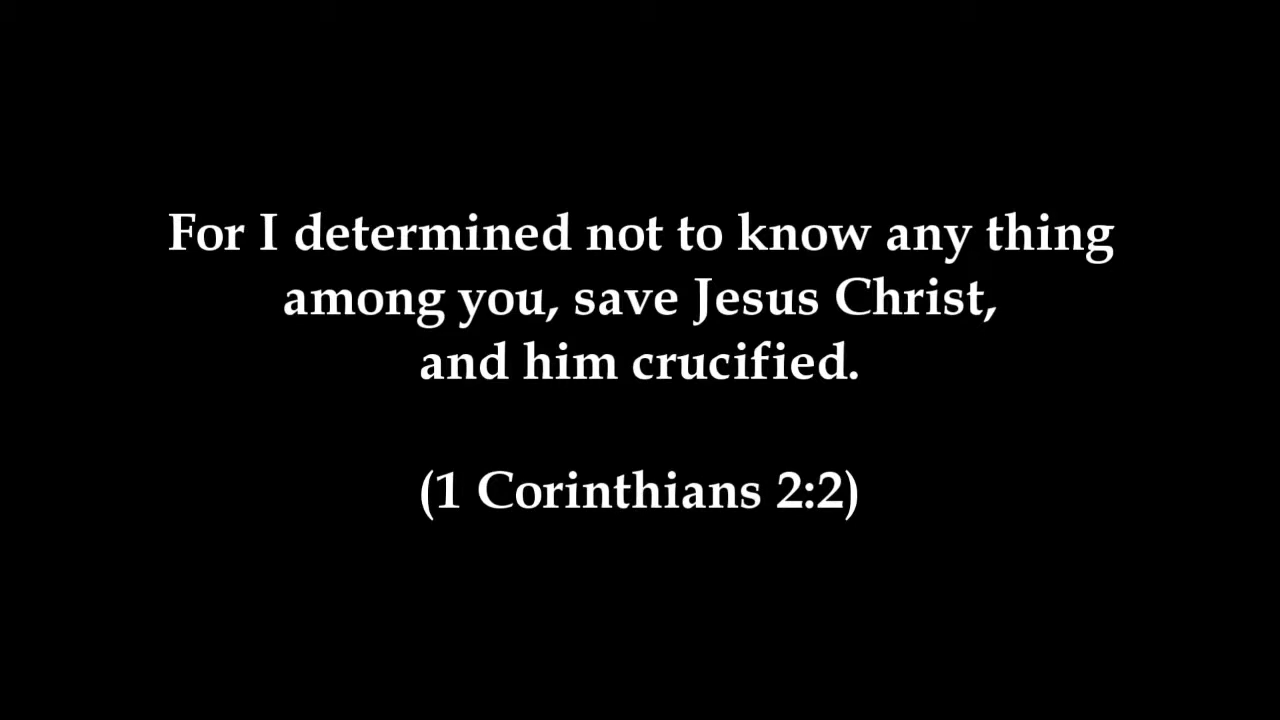 For I determined not to know any thing
among you, save Jesus Christ,
and him crucified.
(1 Corinthians 2:2)